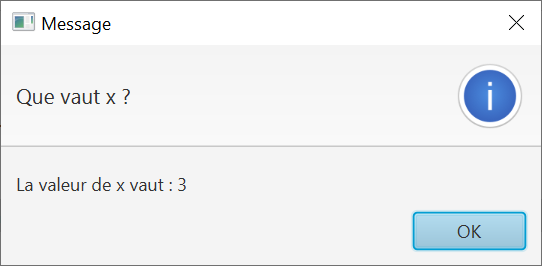 Message
Que vaut x ?
La valeur de x vaut : 3
OK